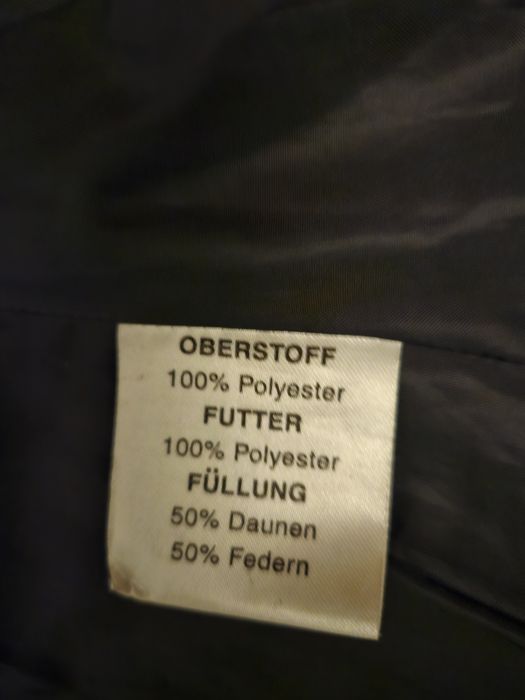 OBERSTOFF
100% Polyester
FUTTER
100% Polyester
FÜLLUNG
50% Daunen
50% Federn